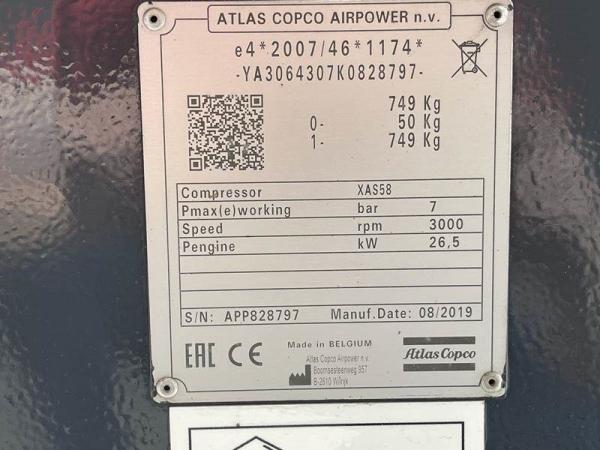 ATLAS COPCO AIRPOWER n.v.
e4*2007/46*1174*
-YA3064307K0828797-
749 Kg
0- 50 Kg
1- 749 Kg
Compressor XAS58
Pmax(e)working bar 7
Speed rpm 3000
Pengine kW 26,5
S/N: APP828797 Manuf.Date: 08/2019
Made in BELGIUM
EAC CE
Atlas Copco Airpower n.v.
Boomsesteenweg 957
B-2610 Wilrijk
Atlas Copco